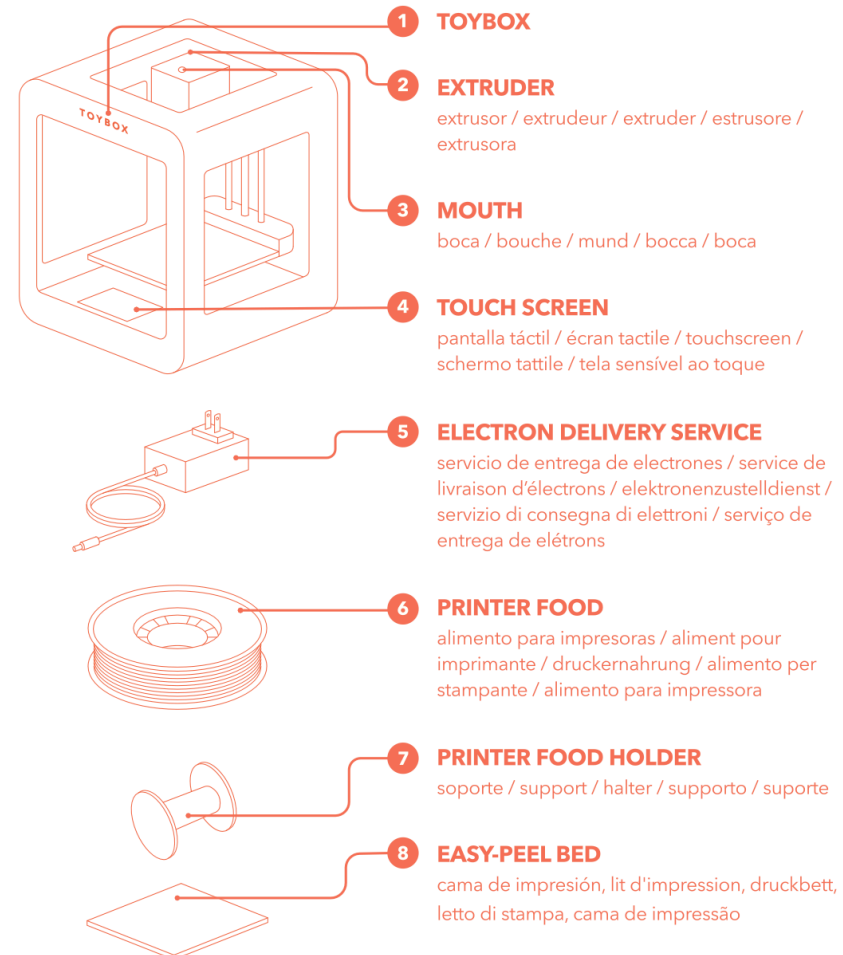 1 TOYBOX
2 EXTRUDER
extrusor / extrudeur / extruder / estrusore /
extrusora
TOYBOX
3 MOUTH
boca / bouche / mund / bocca / boca
4 TOUCH SCREEN
pantalla táctil / écran tactile / touchscreen /
schermo tattile / tela sensível ao toque
5 ELECTRON DELIVERY SERVICE
servicio de entrega de electrones / service de
livraison d’électrons / elektronenzustelldienst /
servizio di consegna di elettroni / serviço de
entrega de elétrons
6 PRINTER FOOD
alimento para impresoras / aliment pour
imprimante / druckernahrung / alimento per
stampante / alimento para impressora
7 PRINTER FOOD HOLDER
soporte / support / halter / supporto / suporte
8 EASY-PEEL BED
cama de impresión, lit d'impression, druckbett,
letto di stampa, cama de impressão